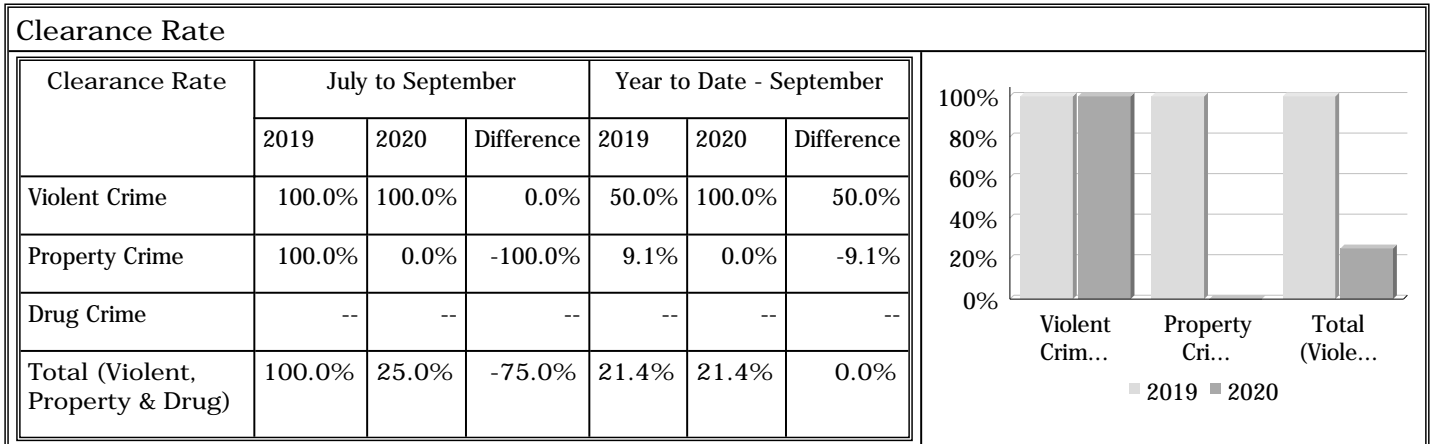 Clearance Rate
Clearance Rate July to September Year to Date - September
2019 2020 Difference 2019 2020 Difference
Violent Crime 100.0% 100.0% 0.0% 50.0% 100.0% 50.0%
Property Crime 100.0% 0.0% -100.0% 9.1% 0.0% -9.1%
Drug Crime -- -- -- -- -- --
Total (Violent, 100.0% 25.0% -75.0% 21.4% 21.4% 0.0%
Property & Drug)
100%
80%
60%
40%
20%
0%
Violent Property Total
Crim... Cri... (Viole...
2019 2020